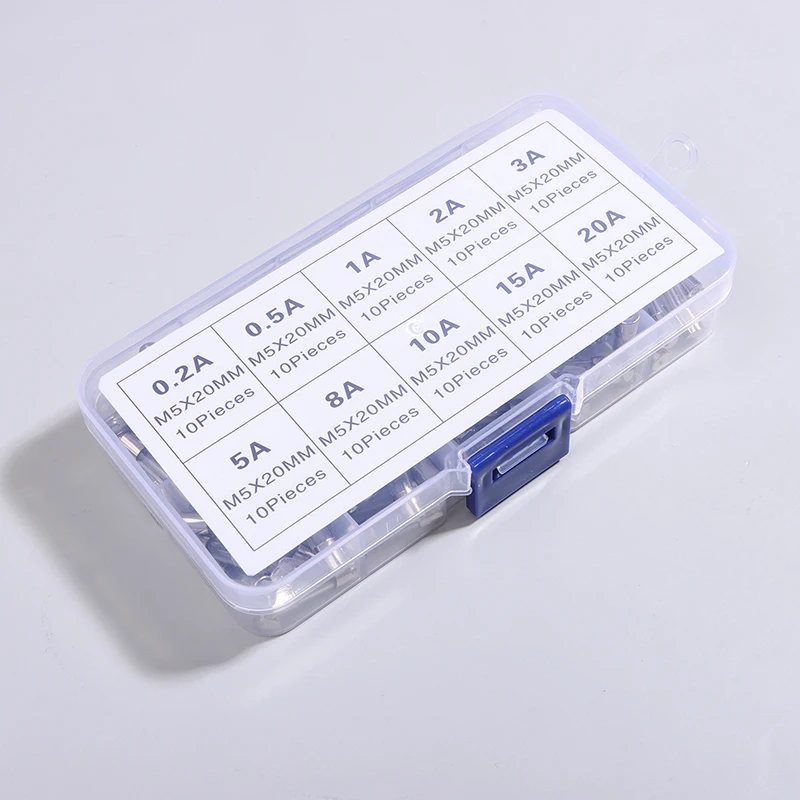 0.2A
M5X20MM
10Pieces
0.5A
M5X20MM
10Pieces
1A
M5X20MM
10Pieces
2A
M5X20MM
10Pieces
3A
M5X20MM
10Pieces
5A
M5X20MM
10Pieces
8A
M5X20MM
10Pieces
10A
M5X20MM
10Pieces
15A
M5X20MM
10Pieces
20A
M5X20MM
10Pieces